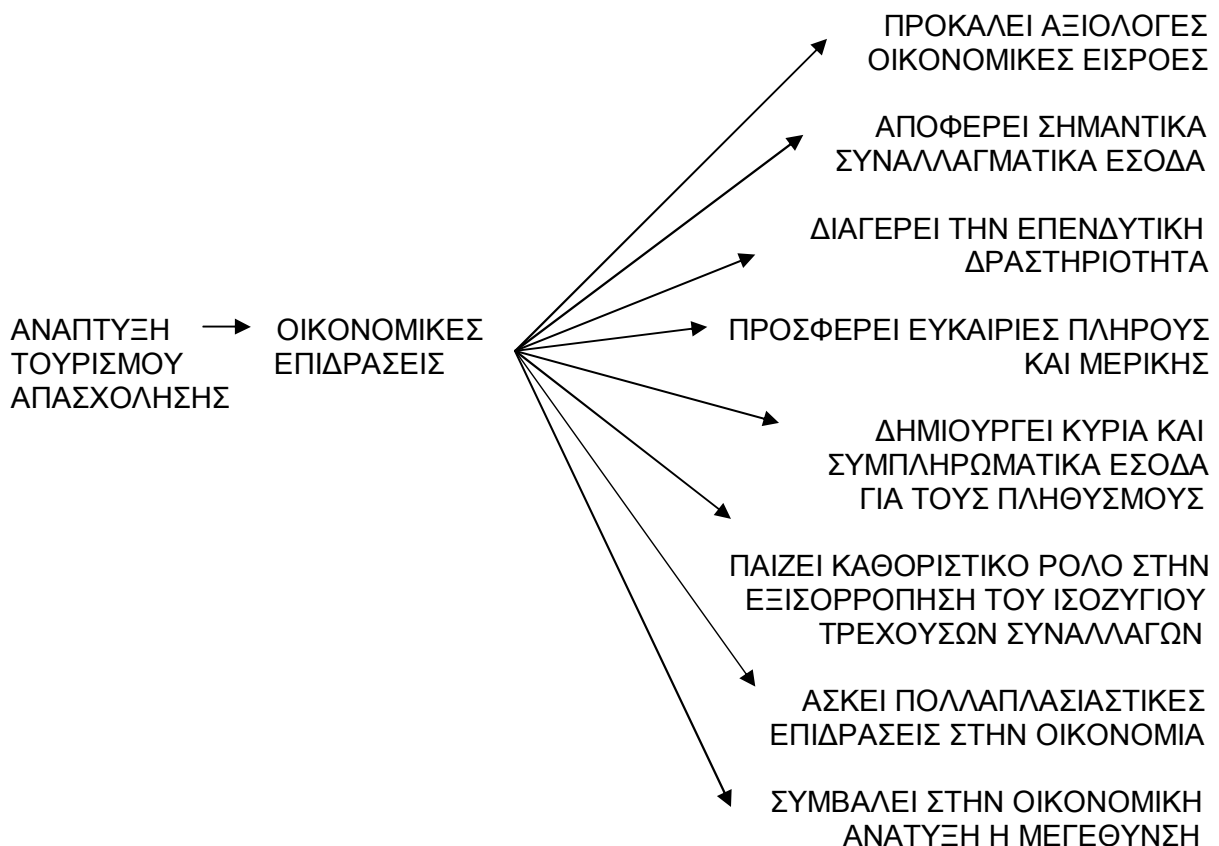 ΠΡΟΚΑΛΕΙ ΑΞΙΟΛΟΓΕΣ
ΟΙΚΟΝΟΜΙΚΕΣ ΕΙΣΡΟΕΣ
ΑΠΟΦΕΡΕΙ ΣΗΜΑΝΤΙΚΑ
ΣΥΝΑΛΛΑΓΜΑΤΙΚΑ ΕΣΟΔΑ
ΔΙΑΓΕΡΕΙ ΤΗΝ ΕΠΕΝΔΥΤΙΚΗ
ΔΡΑΣΤΗΡΙΟΤΗΤΑ
ΑΝΑΠΤΥΞΗ
ΤΟΥΡΙΣΜΟΥ
ΑΠΑΣΧΟΛΗΣΗΣ
ΟΙΚΟΝΟΜΙΚΕΣ
ΕΠΙΔΡΑΣΕΙΣ
ΠΡΟΣΦΕΡΕΙ ΕΥΚΑΙΡΙΕΣ ΠΛΗΡΟΥΣ
ΚΑΙ ΜΕΡΙΚΗΣ
ΔΗΜΙΟΥΡΓΕΙ ΚΥΡΙΑ ΚΑΙ
ΣΥΜΠΛΗΡΩΜΑΤΙΚΑ ΕΣΟΔΑ
ΓΙΑ ΤΟΥΣ ΠΛΗΘΥΣΜΟΥΣ
ΠΑΙΖΕΙ ΚΑΘΟΡΙΣΤΙΚΟ ΡΟΛΟ ΣΤΗΝ
ΕΞΙΣΟΡΡΟΠΗΣΗ ΤΟΥ ΙΣΟΖΥΓΙΟΥ
ΤΡΕΧΟΥΣΩΝ ΣΥΝΑΛΛΑΓΩΝ
ΑΣΚΕΙ ΠΟΛΛΑΠΛΑΣΙΑΣΤΙΚΕΣ
ΕΠΙΔΡΑΣΕΙΣ ΣΤΗΝ ΟΙΚΟΝΟΜΙΑ
ΣΥΜΒΑΛΕΙ ΣΤΗΝ ΟΙΚΟΝΟΜΙΚΗ
ΑΝΑΤΥΞΗ Η ΜΕΓΕΘΥΝΣΗ